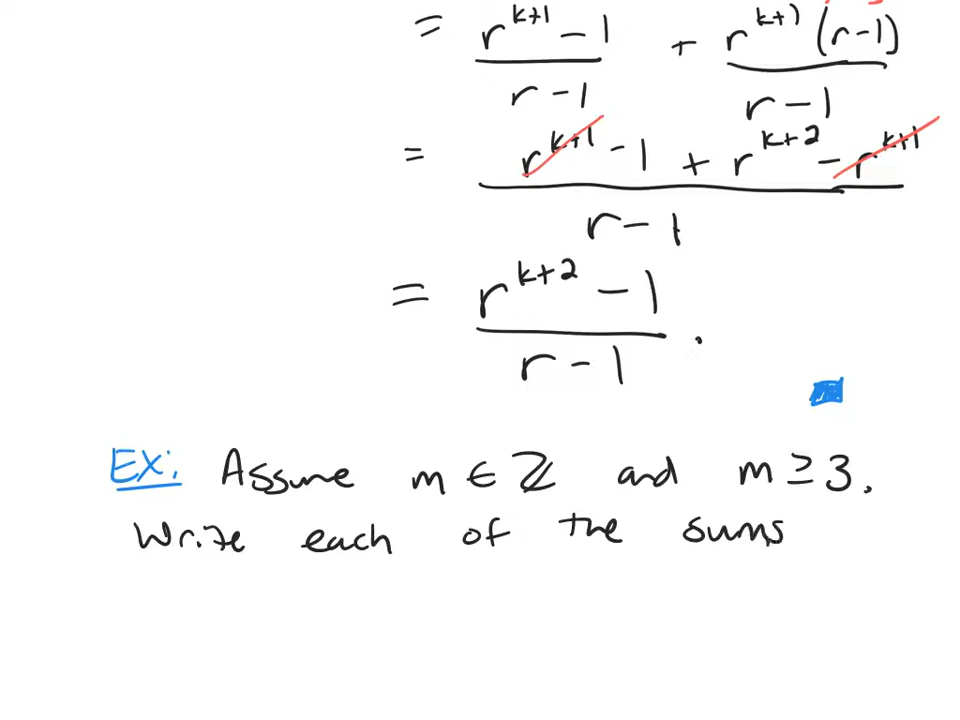 = (r^{k+1} - 1)/(r - 1) + (r^{k+1}(r-1))/(r - 1)
= (r^{k+1} - 1 + r^{k+2} - r^{k+1})/(r - 1)
= (r^{k+2} - 1)/(r - 1) .
EX: Assume m ∈ ℤ and m ≥ 3.
Write each of the sums